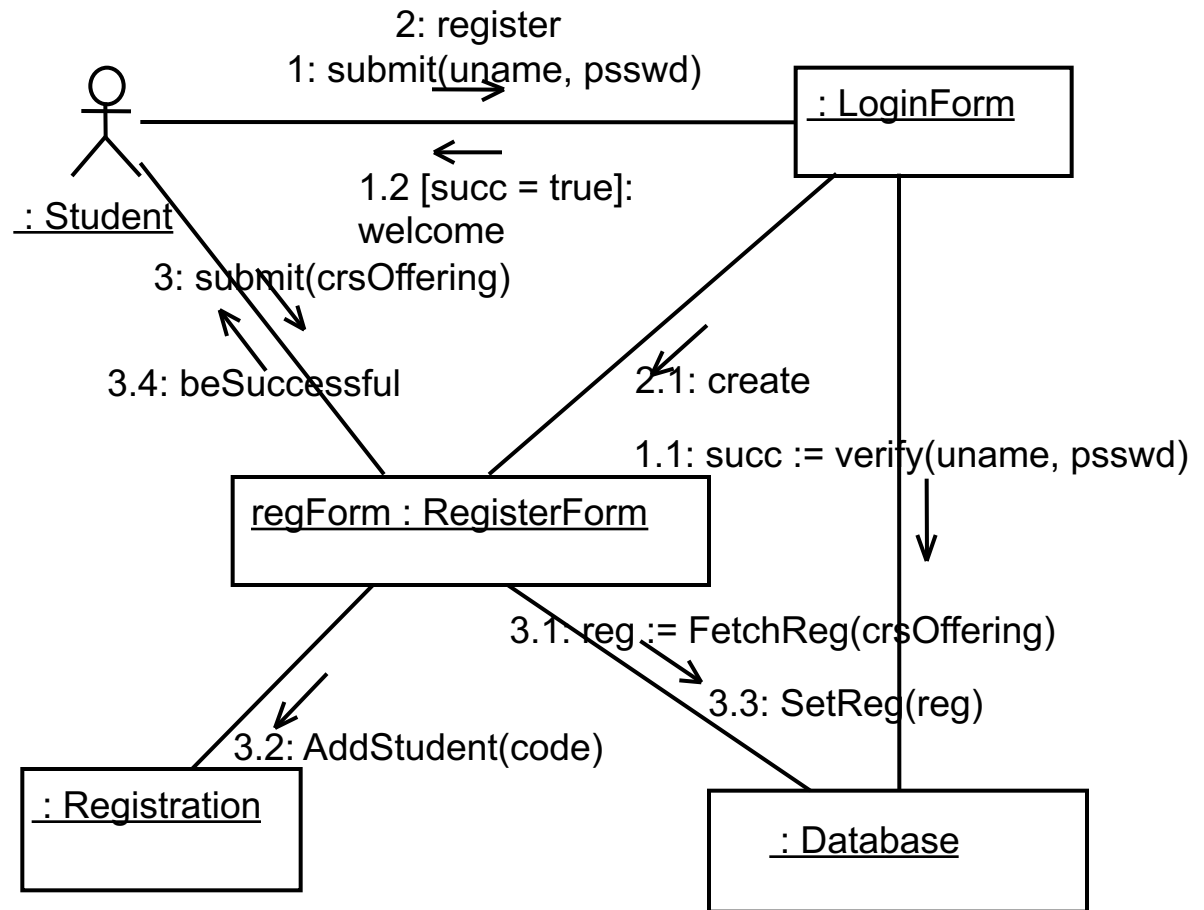 2: register
1: submit(uname, psswd)
: LoginForm
1.2 [succ = true]:
welcome
: Student
3: submit(crsOffering)
3.4: beSuccessful
2.1: create
1.1: succ := verify(uname, psswd)
regForm : RegisterForm
3.1: reg := FetchReg(crsOffering)
3.3: SetReg(reg)
3.2: AddStudent(code)
: Registration
: Database